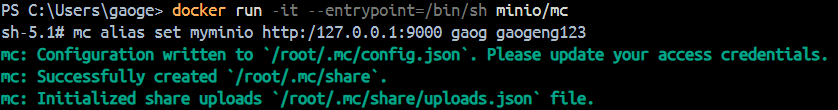 PS C:\Users\gaoge> docker run -it --entrypoint=/bin/sh minio/mc
sh-5.1# mc alias set myminio http:/127.0.0.1:9000 gaog gaogeng123
mc: Configuration written to `/root/.mc/config.json`. Please update your access credentials.
mc: Successfully created `/root/.mc/share`.
mc: Initialized share uploads `/root/.mc/share/uploads.json` file.